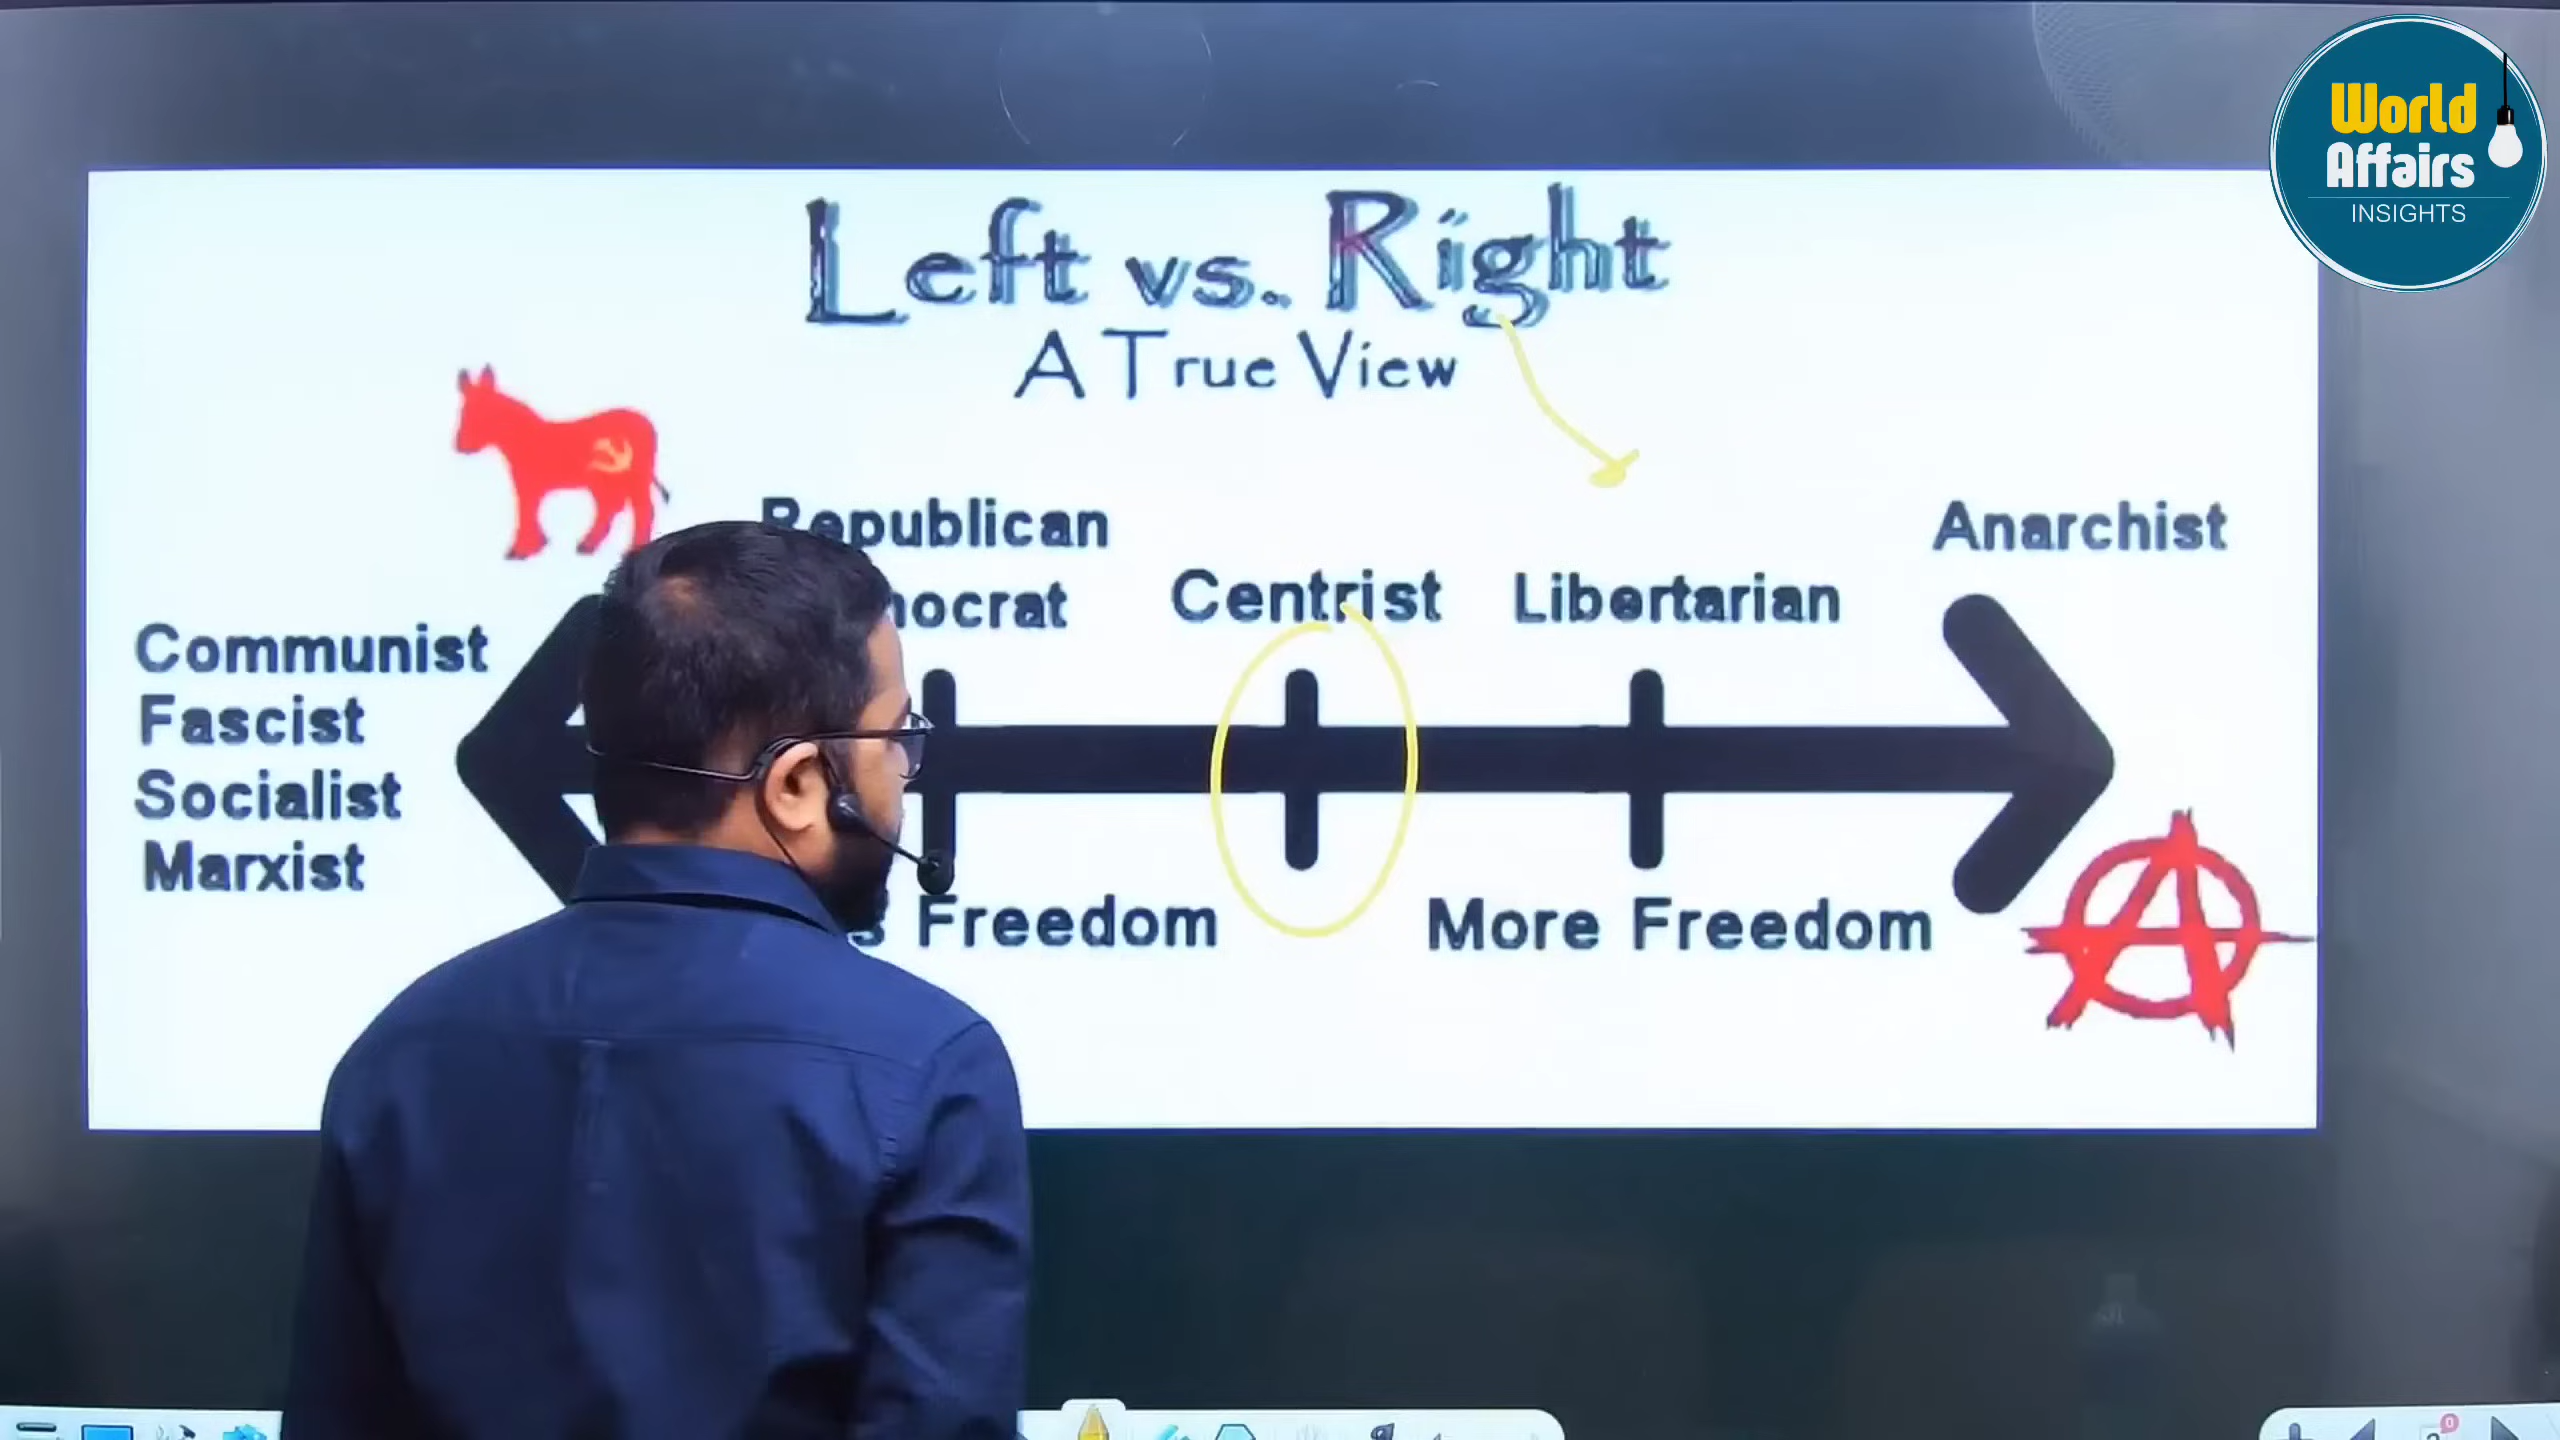 World
Affairs
INSIGHTS
Left vs. Right
A True View
Republican
Anarchist
Centrist
Libertarian
Communist
Fascist
Socialist
Marxist
Freedom
More Freedom